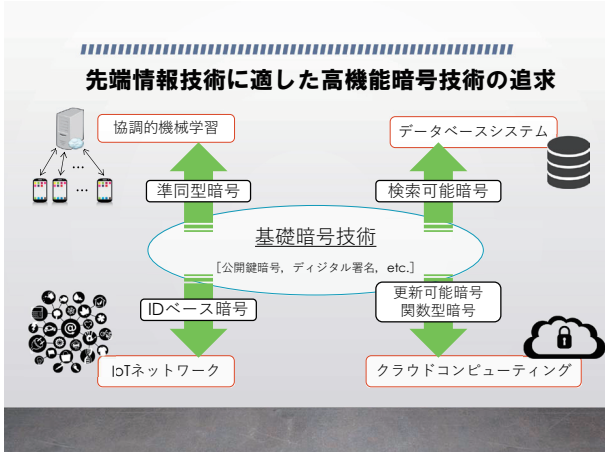 先端情報技術に適した高機能暗号技術の追求
協調的機械学習
データベースシステム
準同型暗号
検索可能暗号
基礎暗号技術
[公開鍵暗号, ディジタル署名, etc.]
IDベース暗号
更新可能暗号
関数型暗号
IoTネットワーク
クラウドコンピューティング